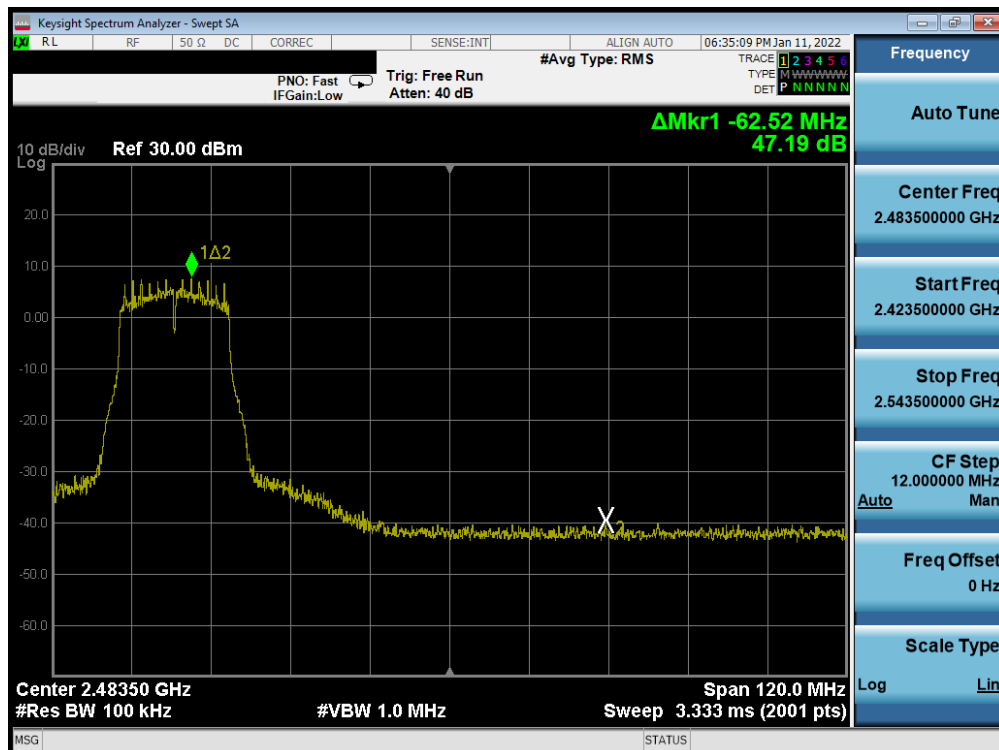 Keysight Spectrum Analyzer - Swept SA
LXI RL RF 50 Ω DC CORREC SENSE:INT ALIGN AUTO 06:35:09 PM Jan 11, 2022
#Avg Type: RMS TRACE 1 2 3 4 5 6
PNO: Fast Trig: Free Run TYPE M WWWWW
IFGain:Low Atten: 40 dB DET P N N N N N
ΔMkr1 -62.52 MHz
10 dB/div Ref 30.00 dBm 47.19 dB
Log
20.0
1Δ2
10.0
0.00
-10.0
-20.0
-30.0
-40.0
X2
-50.0
-60.0
Center 2.48350 GHz Span 120.0 MHz
#Res BW 100 kHz #VBW 1.0 MHz Sweep 3.333 ms (2001 pts)
MSG STATUS
Frequency
Auto Tune
Center Freq
2.483500000 GHz
Start Freq
2.423500000 GHz
Stop Freq
2.543500000 GHz
CF Step
12.000000 MHz
Auto Man
Freq Offset
0 Hz
Scale Type
Log Lin